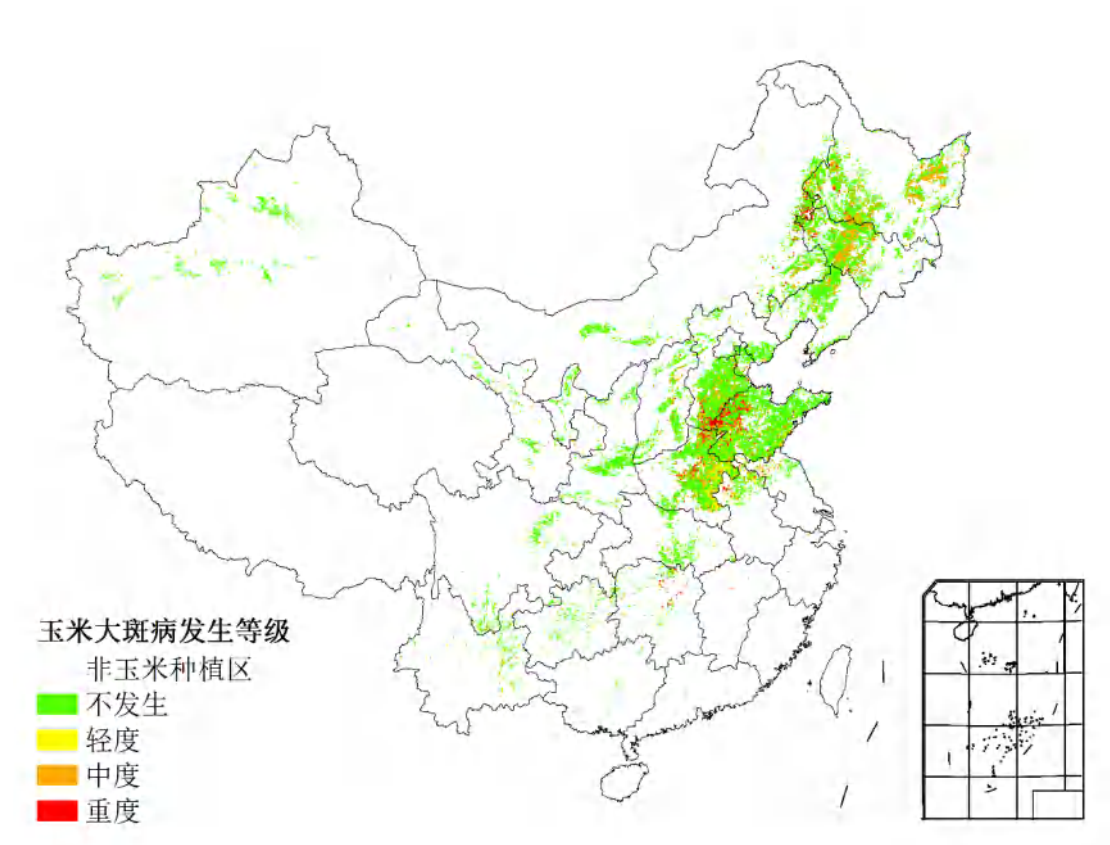 玉米大斑病发生等级
非玉米种植区
不发生
轻度
中度
重度